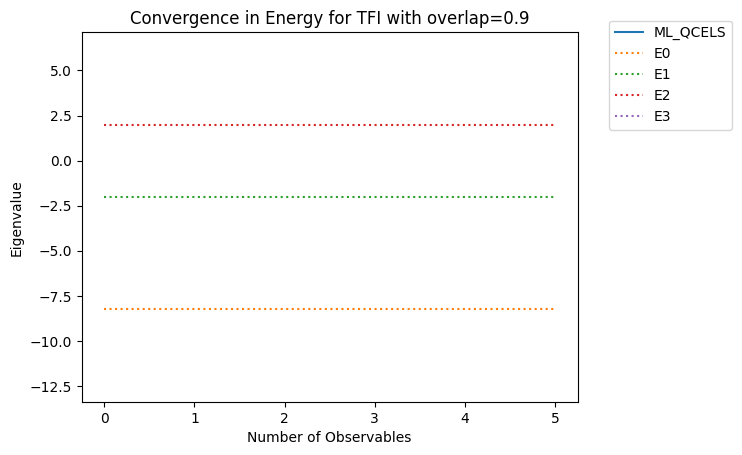 Convergence in Energy for TFI with overlap=0.9
ML_QCELS
E0
E1
E2
E3
Eigenvalue
5.0
2.5
0.0
−2.5
−5.0
−7.5
−10.0
−12.5
0 1 2 3 4 5
Number of Observables